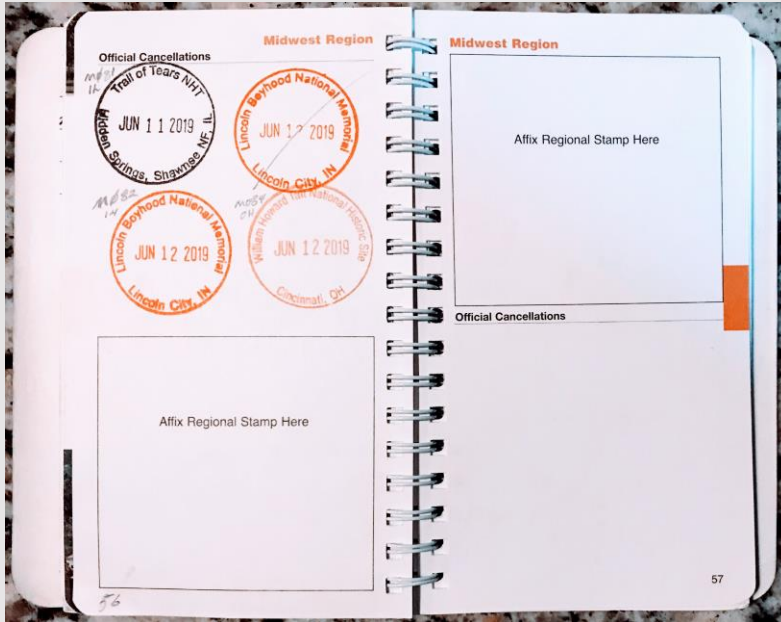 Midwest Region
Official Cancellations
Trail of Tears NHT
JUN 11 2019
Hidden Springs, Shawnee NF, IL
Lincoln Boyhood National Memorial
JUN 12 2019
Lincoln City, IN
MØ82
Lincoln Boyhood National Memorial
JUN 12 2019
Lincoln City, IN
MØ84
OH
William Howard Taft National Historic Site
JUN 12 2019
Cincinnati, OH
Affix Regional Stamp Here
56
Midwest Region
Affix Regional Stamp Here
Official Cancellations
57